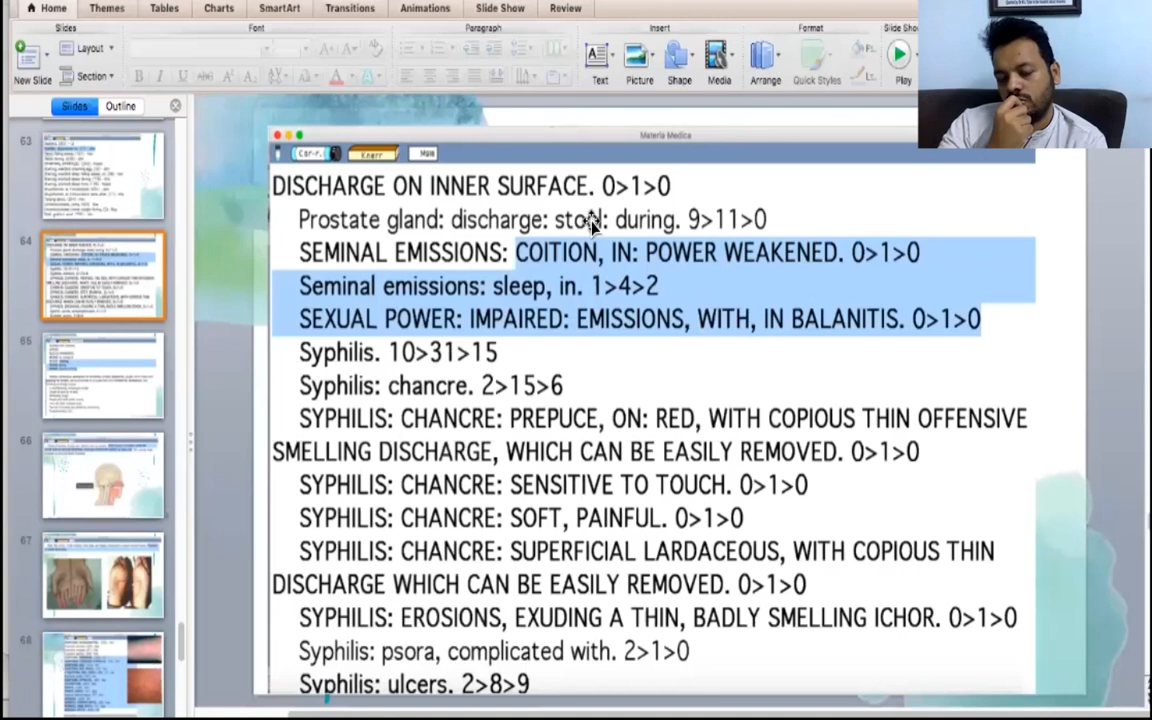 Home Themes Tables Charts SmartArt Transitions Animations Slide Show Review
Slides Font Paragraph Insert Format Slide Sho
Layout
New Slide Section
B I U ABC
Text Picture Shape Media Arrange Quick Styles Play
Slides Outline
Materia Medica
Car-r. Knerr Male
63
64
65
66
67
68
DISCHARGE ON INNER SURFACE. 0>1>0
Prostate gland: discharge: stool: during. 9>11>0
SEMINAL EMISSIONS: COITION, IN: POWER WEAKENED. 0>1>0
Seminal emissions: sleep, in. 1>4>2
SEXUAL POWER: IMPAIRED: EMISSIONS, WITH, IN BALANITIS. 0>1>0
Syphilis. 10>31>15
Syphilis: chancre. 2>15>6
SYPHILIS: CHANCRE: PREPUCE, ON: RED, WITH COPIOUS THIN OFFENSIVE
SMELLING DISCHARGE, WHICH CAN BE EASILY REMOVED. 0>1>0
SYPHILIS: CHANCRE: SENSITIVE TO TOUCH. 0>1>0
SYPHILIS: CHANCRE: SOFT, PAINFUL. 0>1>0
SYPHILIS: CHANCRE: SUPERFICIAL LARDACEOUS, WITH COPIOUS THIN
DISCHARGE WHICH CAN BE EASILY REMOVED. 0>1>0
SYPHILIS: EROSIONS, EXUDING A THIN, BADLY SMELLING ICHOR. 0>1>0
Syphilis: psora, complicated with. 2>1>0
Syphilis: ulcers. 2>8>9